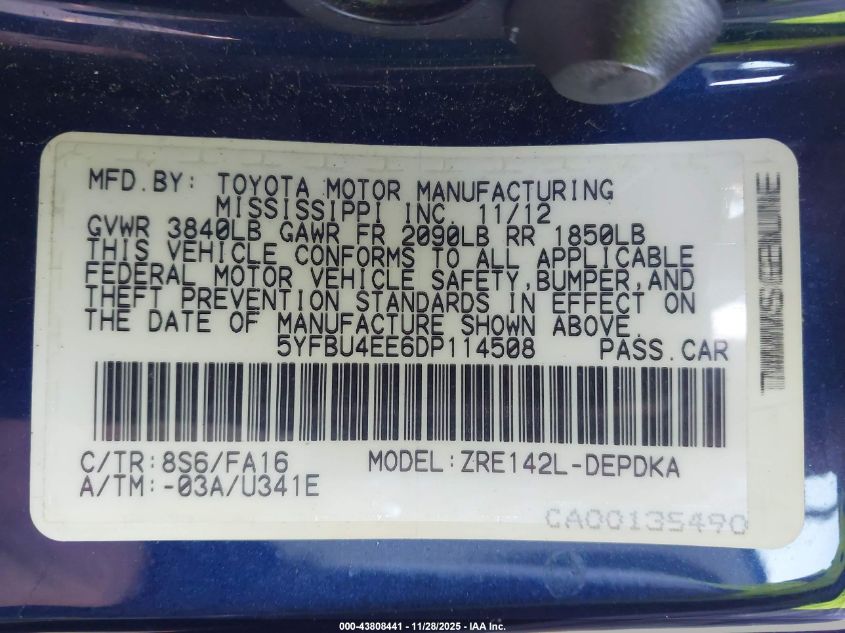 MFD.BY: TOYOTA MOTOR MANUFACTURING
MISSISSIPPI INC. 11/12
GVWR 3840LB GAWR FR 2090LB RR 1850LB
THIS VEHICLE CONFORMS TO ALL APPLICABLE
FEDERAL MOTOR VEHICLE SAFETY,BUMPER,AND
THEFT PREVENTION STANDARDS IN EFFECT ON
THE DATE OF MANUFACTURE SHOWN ABOVE.
5YFBU4EE6DP114508 PASS.CAR
C/TR:8S6/FA16 MODEL:ZRE142L-DEPDKA
A/TM:-03A/U341E
CA00135490
000-43808441 - 11/28/2025 - IAA Inc.